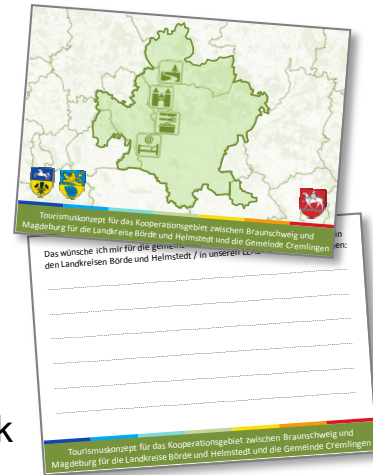 @
Tourismuskonzept für das Kooperationsgebiet zwischen Braunschweig und
Magdeburg für die Landkreise Börde und Helmstedt und die Gemeinde Cremlingen
in
Das wünsche ich mir für die
den Landkreisen Börde und Helmstedt / in unseren
Tourismuskonzept für das Kooperationsgebiet zwischen Braunschweig und
Magdeburg für die Landkreise Börde und Helmstedt und die Gemeinde Cremlingen
k